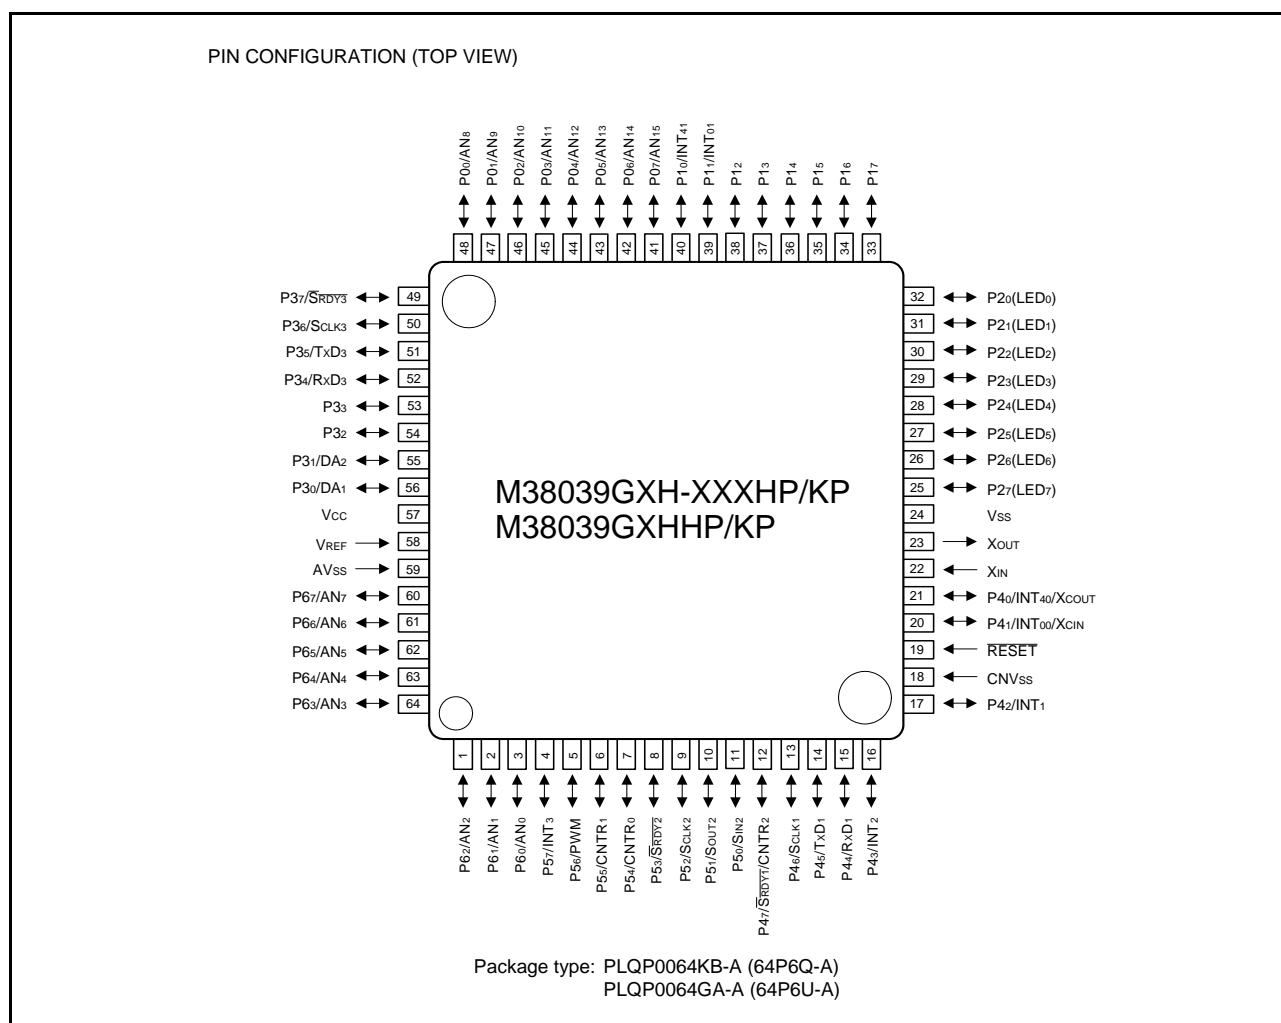 PIN CONFIGURATION (TOP VIEW)
P00/AN8
P01/AN9
P02/AN10
P03/AN11
P04/AN12
P05/AN13
P06/AN14
P07/AN15
P10/INT41
P11/INT01
P12
P13
P14
P15
P16
P17
48
47
46
45
44
43
42
41
40
39
38
37
36
35
34
33
P37/SRDY3 49
P36/SCLK3 50
P35/TXD3 51
P34/RXD3 52
P33 53
P32 54
P31/DA2 55
P30/DA1 56
VCC 57
VREF 58
AVSS 59
P67/AN7 60
P66/AN6 61
P65/AN5 62
P64/AN4 63
P63/AN3 64
M38039GXH-XXXHP/KP
M38039GXHHP/KP
32 P20(LED0)
31 P21(LED1)
30 P22(LED2)
29 P23(LED3)
28 P24(LED4)
27 P25(LED5)
26 P26(LED6)
25 P27(LED7)
24 VSS
23 XOUT
22 XIN
21 P40/INT40/XCOUT
20 P41/INT00/XCIN
19 RESET
18 CNVSS
17 P42/INT1
1
2
3
4
5
6
7
8
9
10
11
12
13
14
15
16
P62/AN2
P61/AN1
P60/AN0
P57/INT3
P56/PWM
P55/CNTR1
P54/CNTR0
P53/SRDY2
P52/SCLK2
P51/SOUT2
P50/SIN2
P47/SRDY1/CNTR2
P46/SCLK1
P45/TXD1
P44/RXD1
P43/INT2
Package type: PLQP0064KB-A (64P6Q-A)
PLQP0064GA-A (64P6U-A)